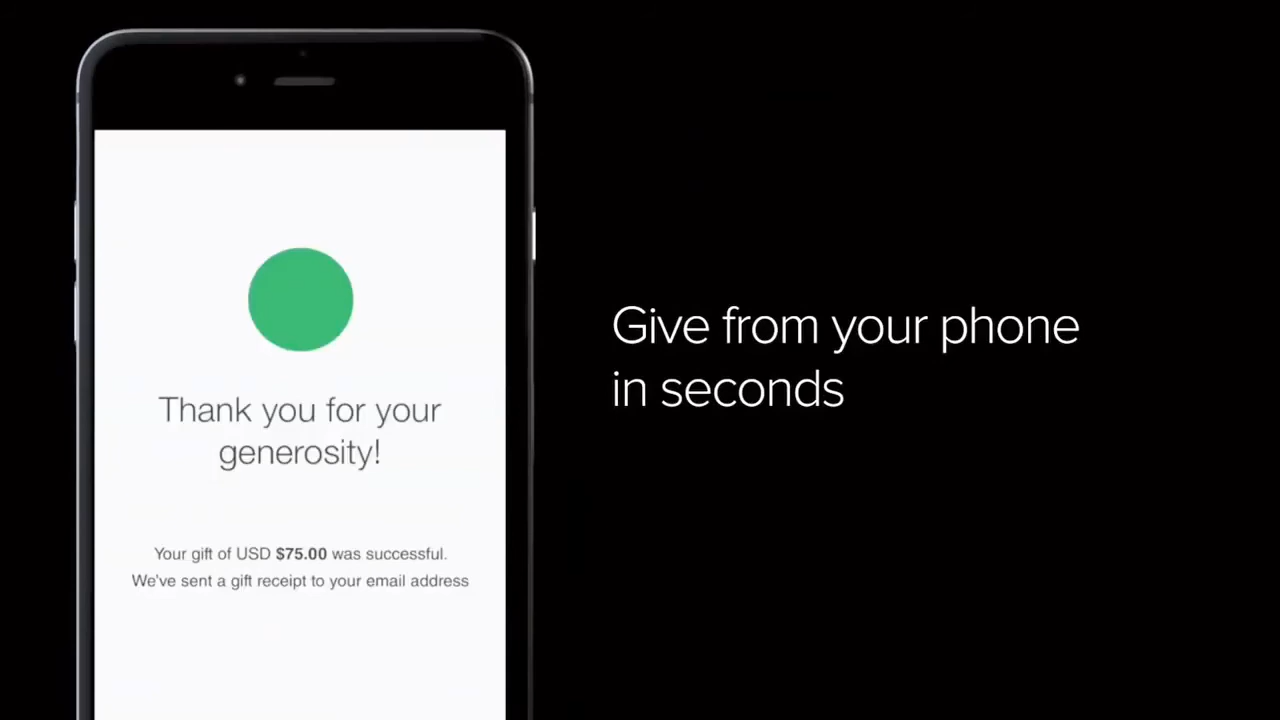 Thank you for your
generosity!
Your gift of USD $75.00 was successful.
We've sent a gift receipt to your email address
Give from your phone
in seconds